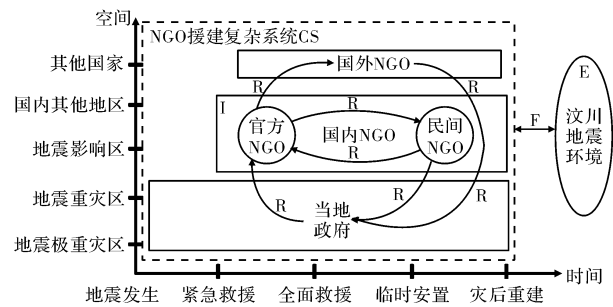 空间
NGO援建复杂系统CS
其他国家
国外NGO
R
R
E
国内其他地区
I
R
官方
NGO
国内NGO
民间
NGO
F
汶川
地震
环境
地震影响区
R
地震重灾区
R
R
R
当地
政府
地震极重灾区
时间
地震发生
紧急救援
全面救援
临时安置
灾后重建